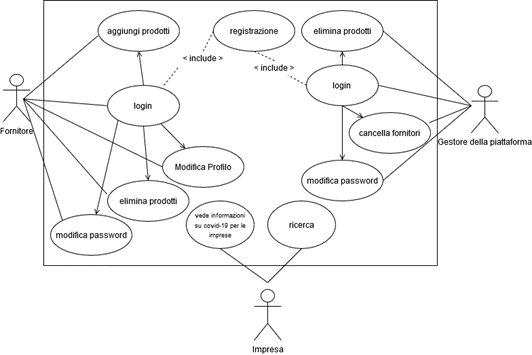 aggiungi prodotti
registrazione
elimina prodotti
< include >
< include >
login
login
Fornitore
Gestore della piattaforma
cancella fornitori
Modifica Profilo
modifica password
elimina prodotti
vede informazioni
su covid-19 per le
imprese
ricerca
modifica password
Impresa